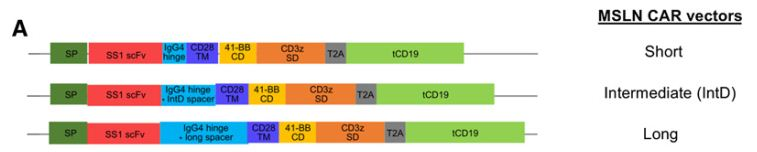 A
MSLN CAR vectors
SP SS1 scFv IgG4 hinge CD28 TM 41-BB CD CD3z SD T2A tCD19 Short
SP SS1 scFv IgG4 hinge - IntD spacer CD28 TM 41-BB CD CD3z SD T2A tCD19 Intermediate (IntD)
SP SS1 scFv IgG4 hinge - long spacer CD28 TM 41-BB CD CD3z SD T2A tCD19 Long